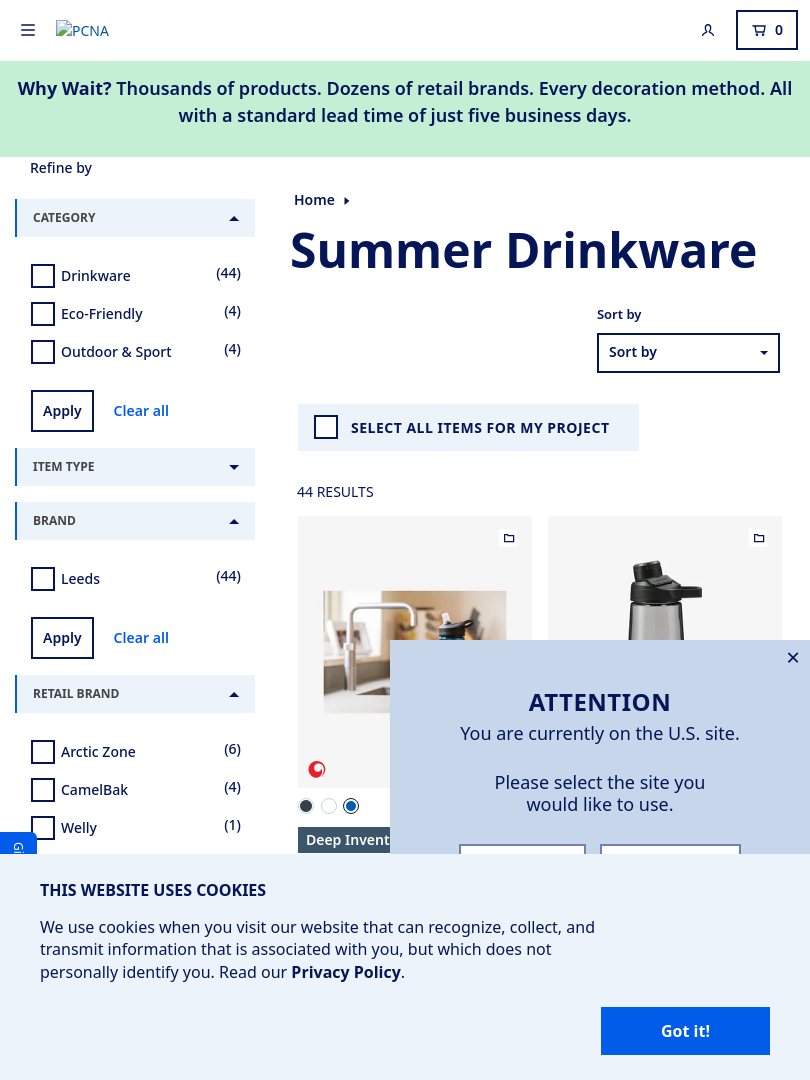 PCNA
0
Why Wait? Thousands of products. Dozens of retail brands. Every decoration method. All
with a standard lead time of just five business days.
Refine by
CATEGORY
Drinkware (44)
Eco-Friendly (4)
Outdoor & Sport (4)
Apply Clear all
ITEM TYPE
BRAND
Leeds (44)
Apply Clear all
RETAIL BRAND
Arctic Zone (6)
CamelBak (4)
Welly (1)
Home
Summer Drinkware
Sort by
Sort by
SELECT ALL ITEMS FOR MY PROJECT
44 RESULTS
Deep Invent
ATTENTION
You are currently on the U.S. site.
Please select the site you
would like to use.
THIS WEBSITE USES COOKIES
We use cookies when you visit our website that can recognize, collect, and
transmit information that is associated with you, but which does not
personally identify you. Read our Privacy Policy.
Got it!